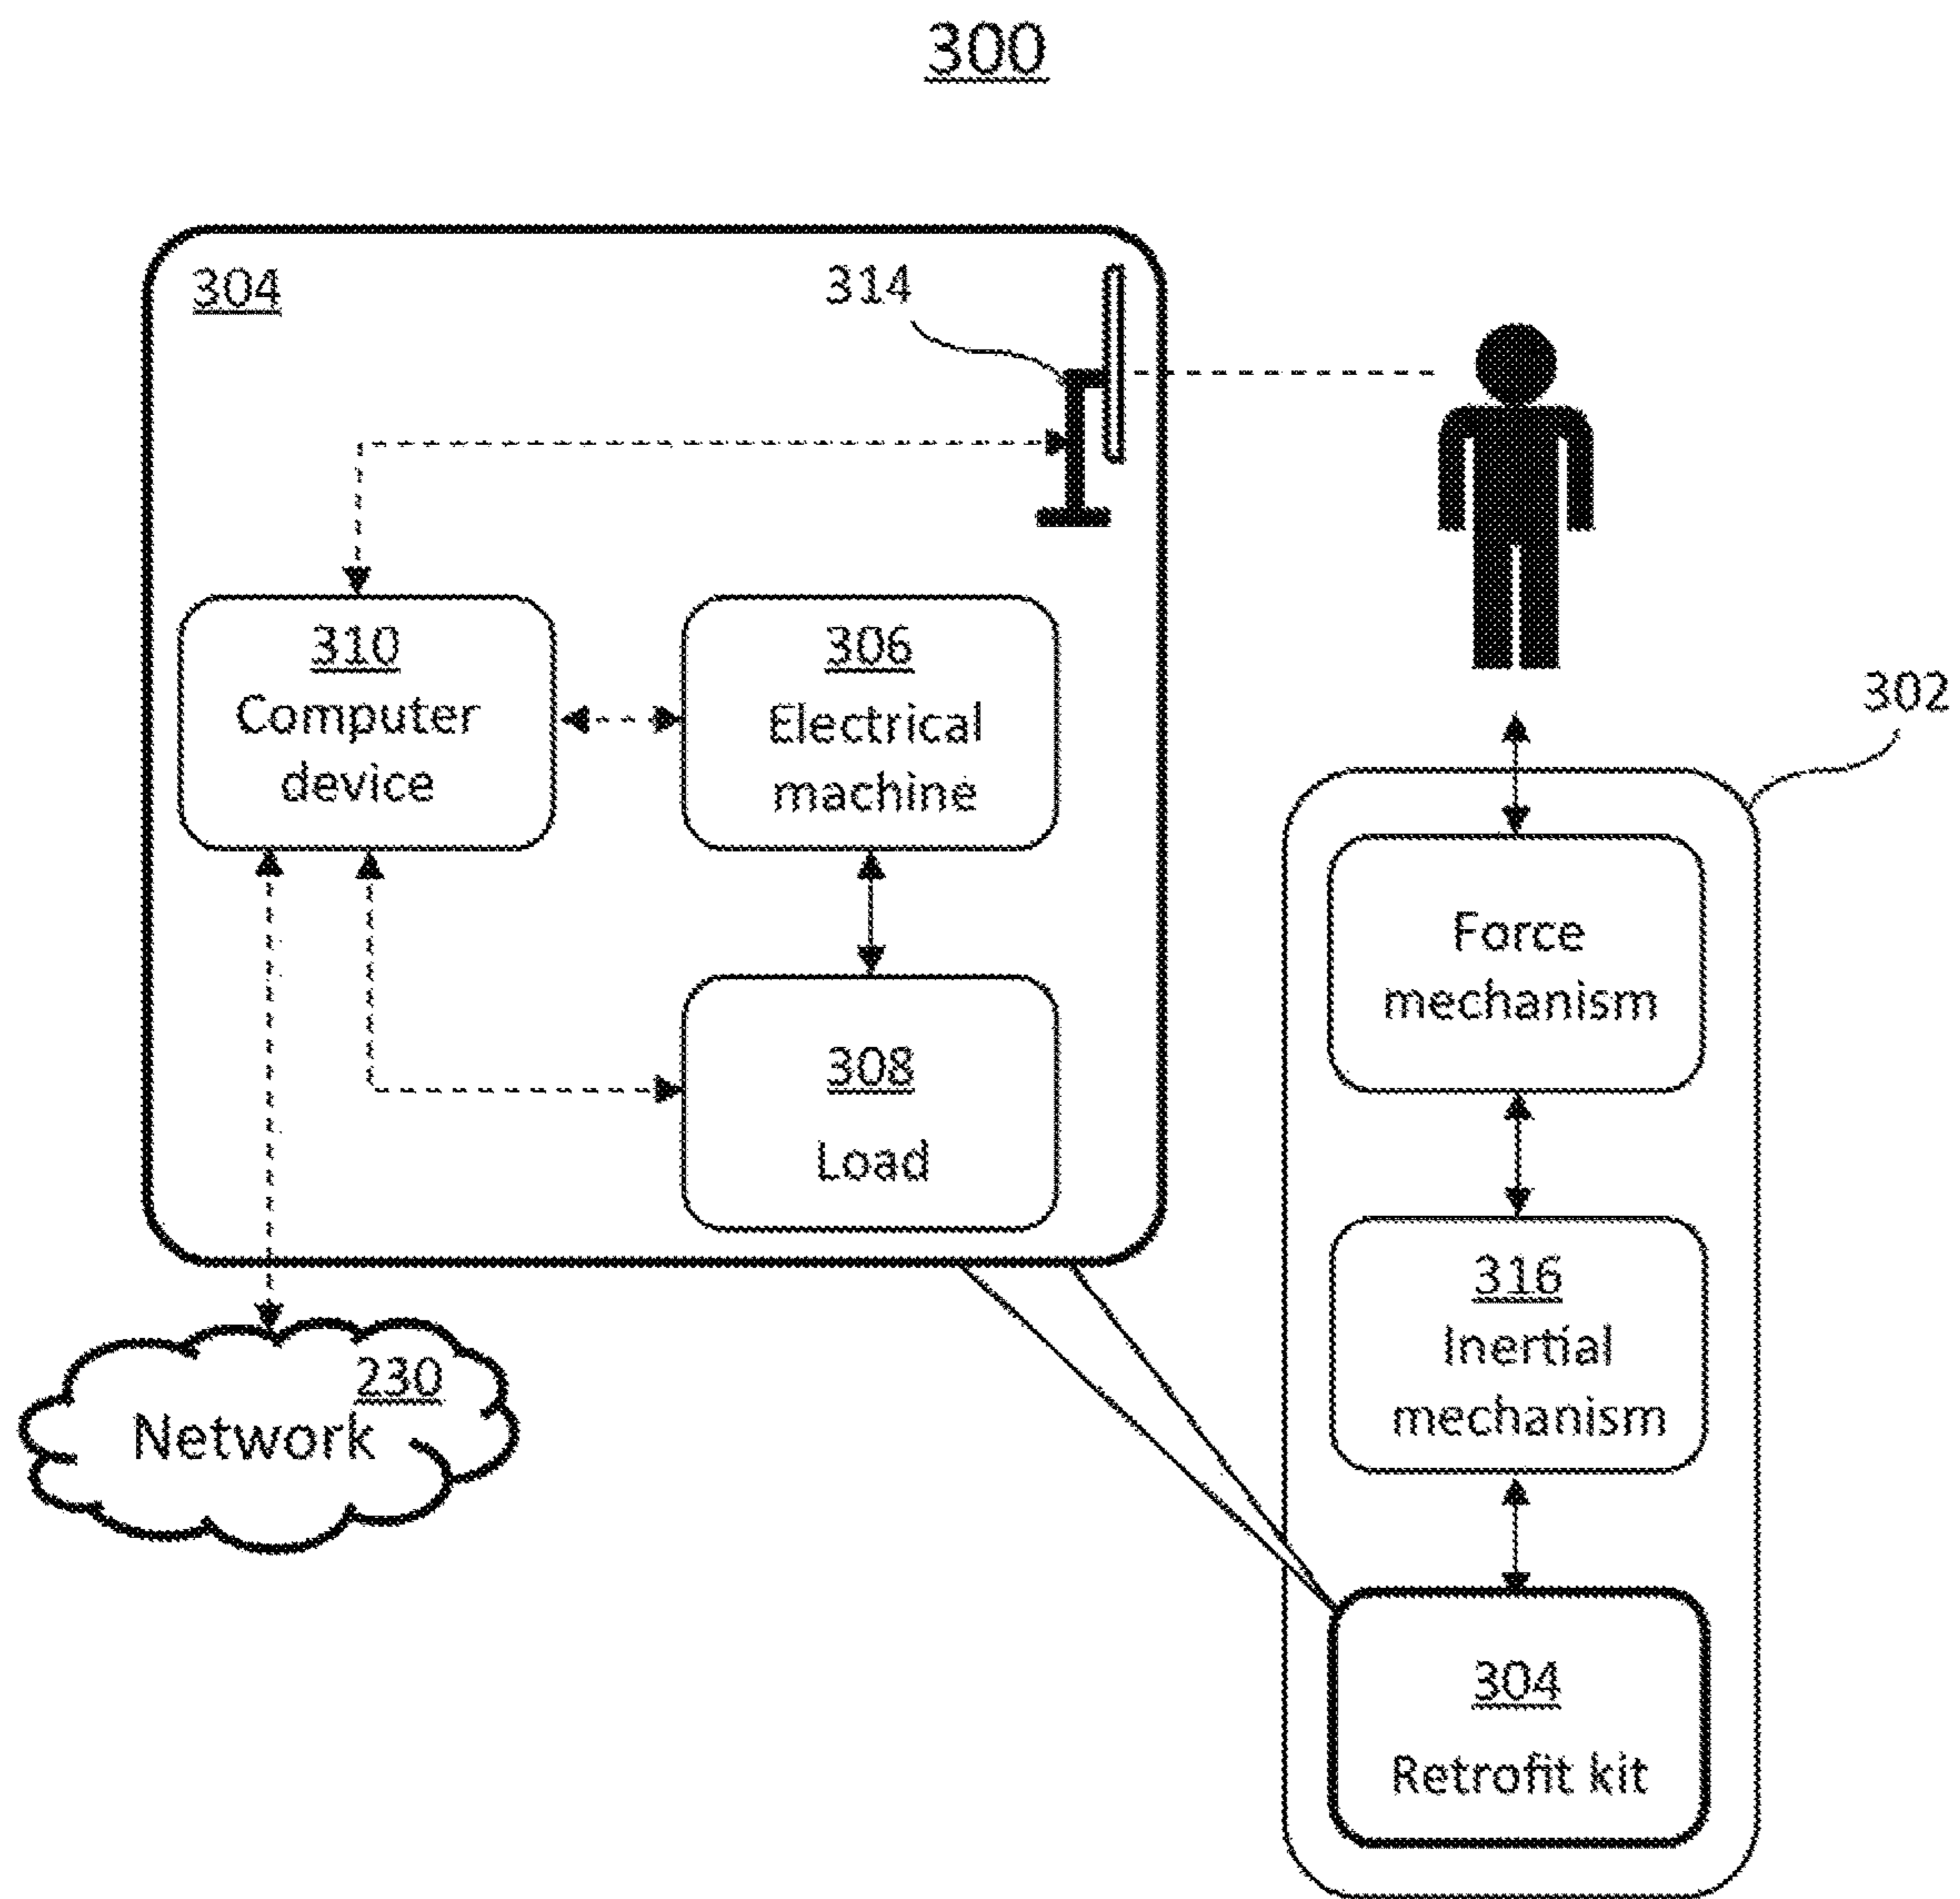 300
304
314
310
Computer
device
306
Electrical
machine
302
Force
mechanism
308
Load
316
Inertial
mechanism
230
Network
304
Retrofit kit